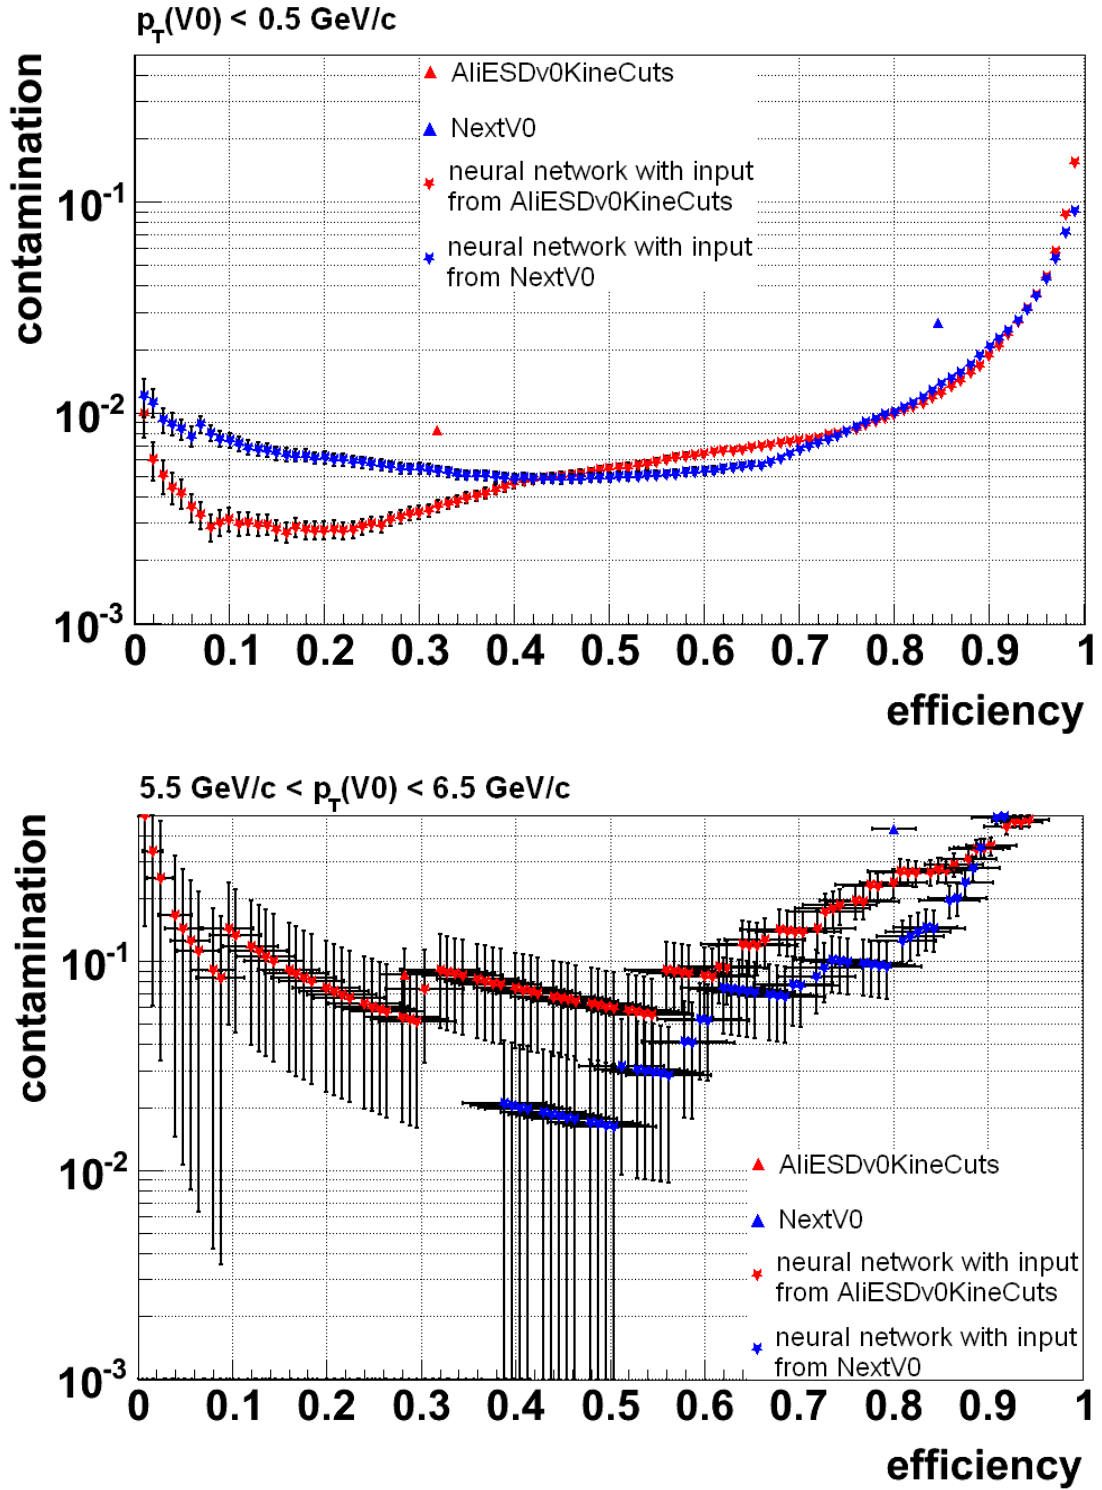 p_T(V0) < 0.5 GeV/c
contamination
AliESDv0KineCuts
NextV0
neural network with input
from AliESDv0KineCuts
neural network with input
from NextV0
10^-1
10^-2
10^-3
0 0.1 0.2 0.3 0.4 0.5 0.6 0.7 0.8 0.9 1
efficiency
5.5 GeV/c < p_T(V0) < 6.5 GeV/c
contamination
10^-1
10^-2
10^-3
AliESDv0KineCuts
NextV0
neural network with input
from AliESDv0KineCuts
neural network with input
from NextV0
0 0.1 0.2 0.3 0.4 0.5 0.6 0.7 0.8 0.9 1
efficiency